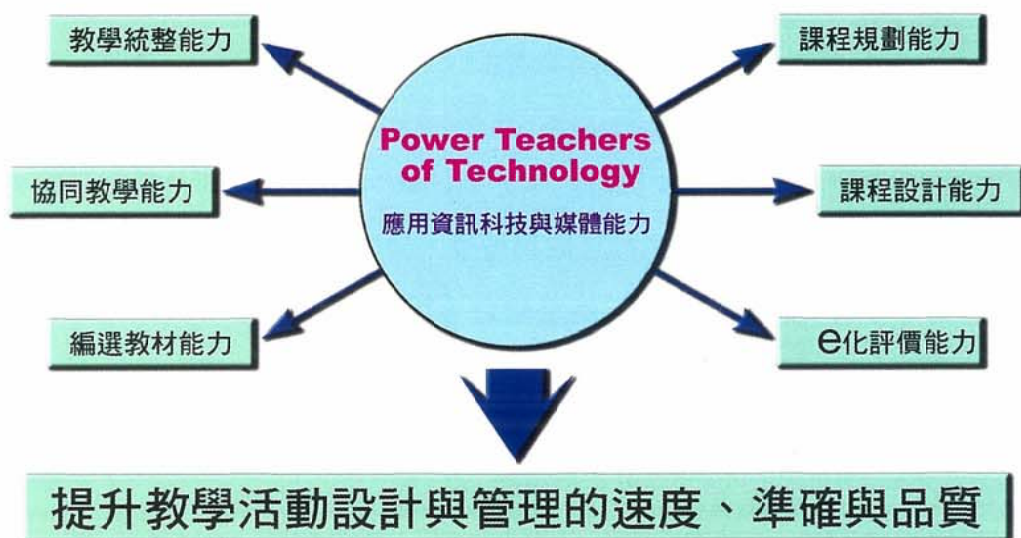 教學統整能力
課程規劃能力
Power Teachers
of Technology
應用資訊科技與媒體能力
協同教學能力
課程設計能力
編選教材能力
e化評價能力
提升教學活動設計與管理的速度、準確與品質